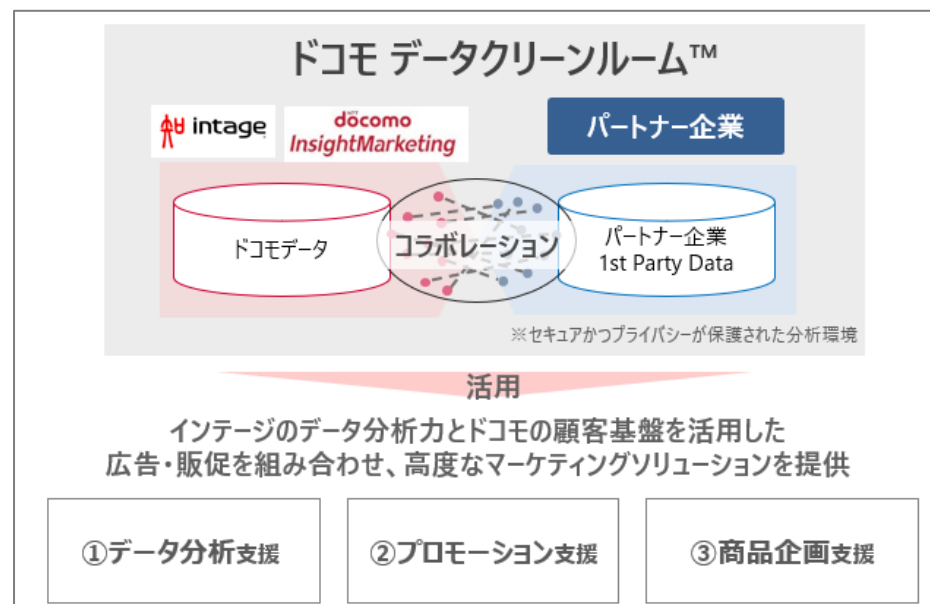 ドコモ データクリーンルーム™
intage
döcomo
InsightMarketing
パートナー企業
ドコモデータ
コラボレーション
パートナー企業
1st Party Data
※セキュアかつプライバシーが保護された分析環境
活用
インテージのデータ分析力とドコモの顧客基盤を活用した
広告・販促を組み合わせ、高度なマーケティングソリューションを提供
①データ分析支援
②プロモーション支援
③商品企画支援